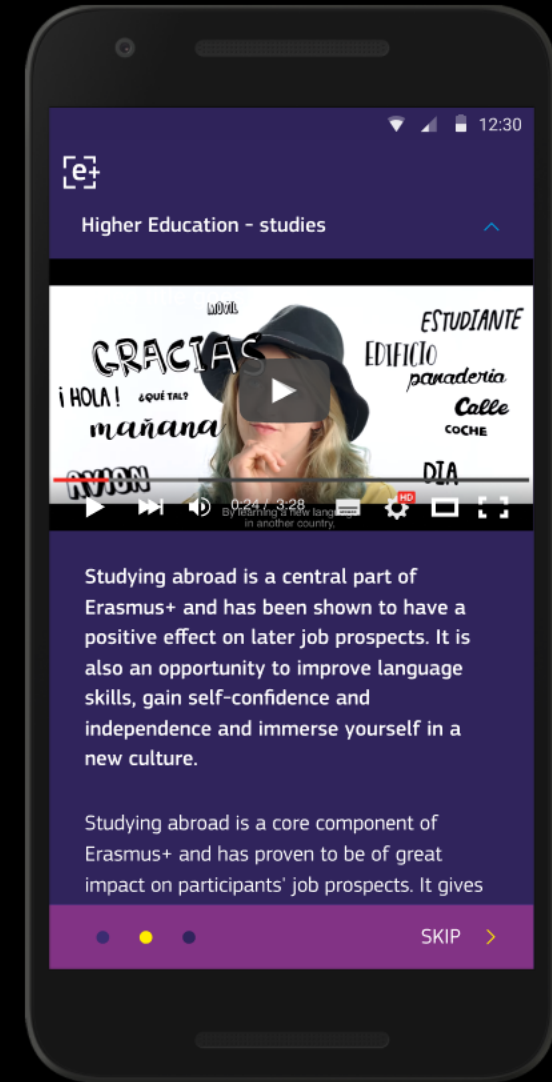 12:30
e+
Higher Education - studies
MÓVIL
ESTUDIANTE
GRACIAS
EDIFICIO
panaderia
¡HOLA!
¿QUÉ TAL?
Calle
mañana
COCHE
DIA
AVION
HD
0:24 / 3:28
By learning a new lang
in another country,
Studying abroad is a central part of
Erasmus+ and has been shown to have a
positive effect on later job prospects. It is
also an opportunity to improve language
skills, gain self-confidence and
independence and immerse yourself in a
new culture.
Studying abroad is a core component of
Erasmus+ and has proven to be of great
impact on participants' job prospects. It gives
SKIP